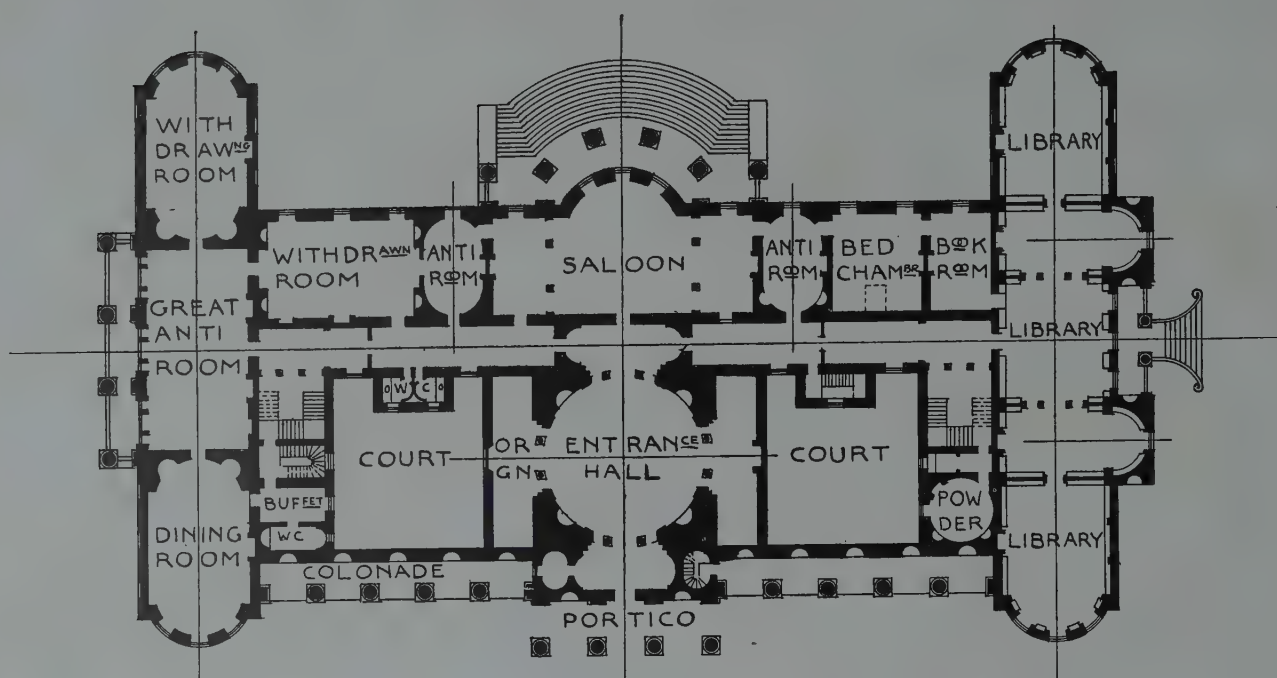 WITH
DRAWNG
ROOM
LIBRARY
WITHDRAWN
ROOM
ANTI
ROOM
SALOON
ANTI
ROOM
BED
CHAMBR
BOOK
ROOM
GREAT
ANTI
ROOM
LIBRARY
W C
COURT
OR
GN
ENTRANCE
HALL
COURT
BUFFET
POW
DER
DINING
ROOM
WC
LIBRARY
COLONADE
PORTICO